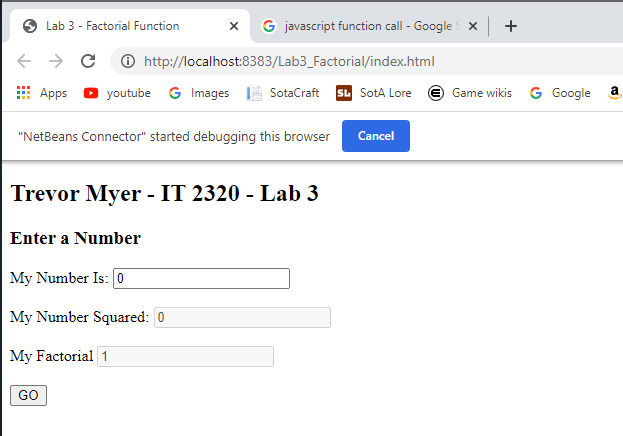 Lab 3 - Factorial Function
javascript function call - Google
http://localhost:8383/Lab3_Factorial/index.html
Apps youtube Images SotaCraft SL SotA Lore Game wikis Google
"NetBeans Connector" started debugging this browser Cancel
Trevor Myer - IT 2320 - Lab 3
Enter a Number
My Number Is: 0
My Number Squared: 0
My Factorial 1
GO